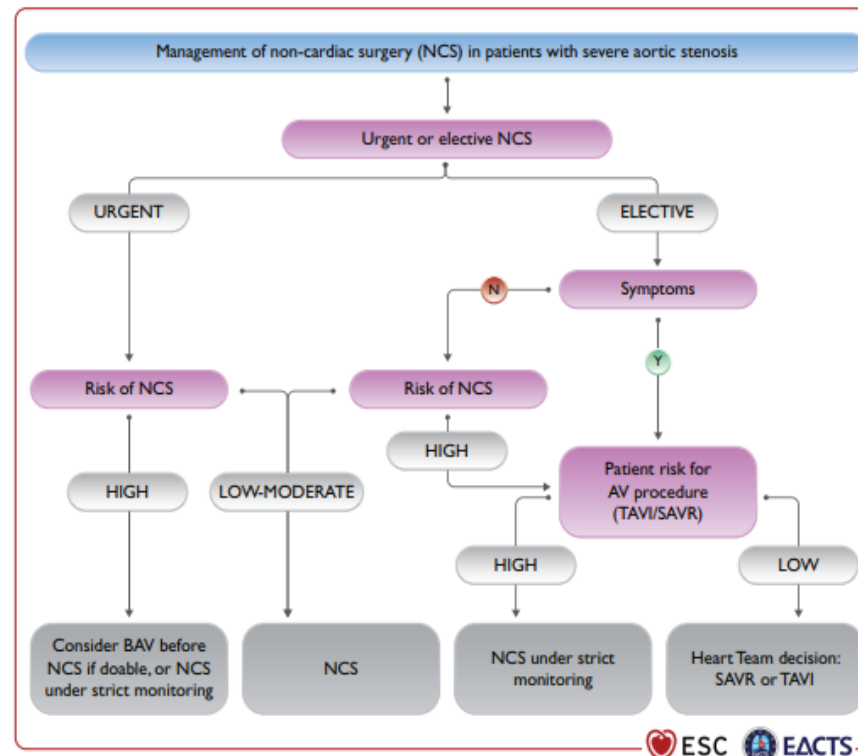 Management of non-cardiac surgery (NCS) in patients with severe aortic stenosis
Urgent or elective NCS
URGENT
ELECTIVE
N
Symptoms
Y
Risk of NCS
Risk of NCS
HIGH
Patient risk for
AV procedure
(TAVI/SAVR)
HIGH
LOW-MODERATE
HIGH
LOW
Consider BAV before
NCS if doable, or NCS
under strict monitoring
NCS
NCS under strict
monitoring
Heart Team decision:
SAVR or TAVI
ESC
EACTS